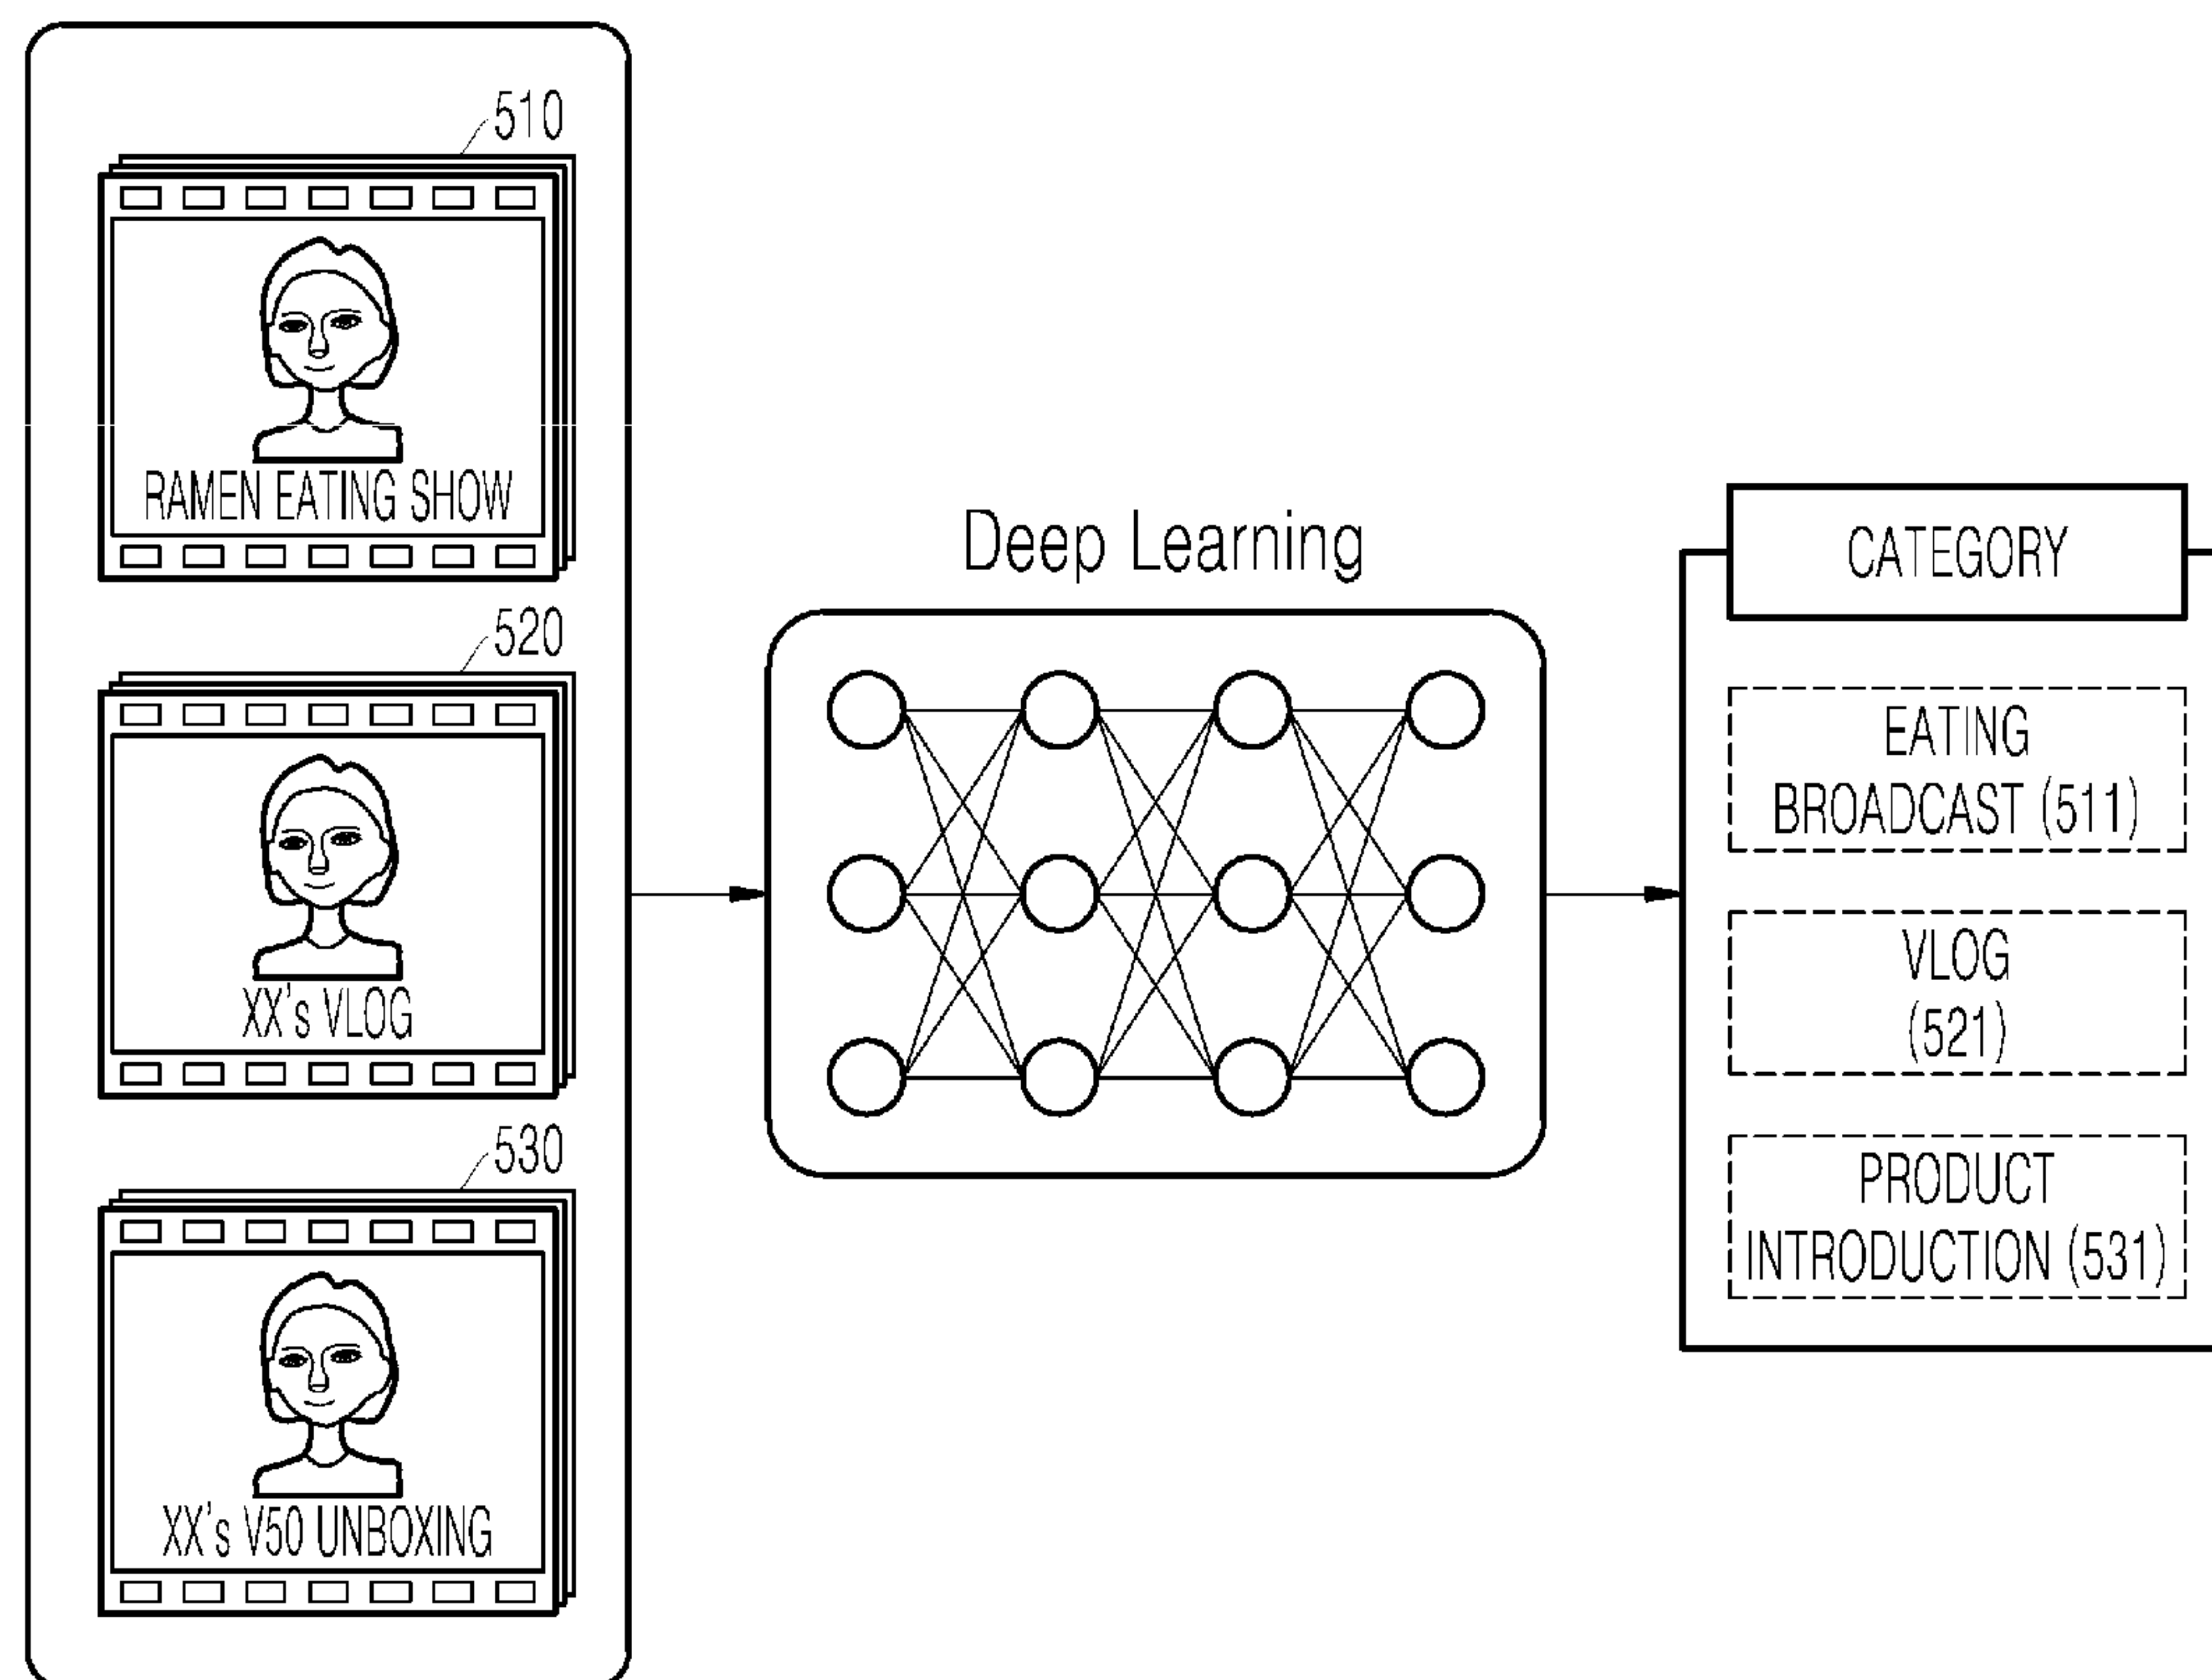 510
RAMEN EATING SHOW
520
XX's VLOG
530
XX's V50 UNBOXING
Deep Learning
CATEGORY
EATING
BROADCAST (511)
VLOG
(521)
PRODUCT
INTRODUCTION (531)